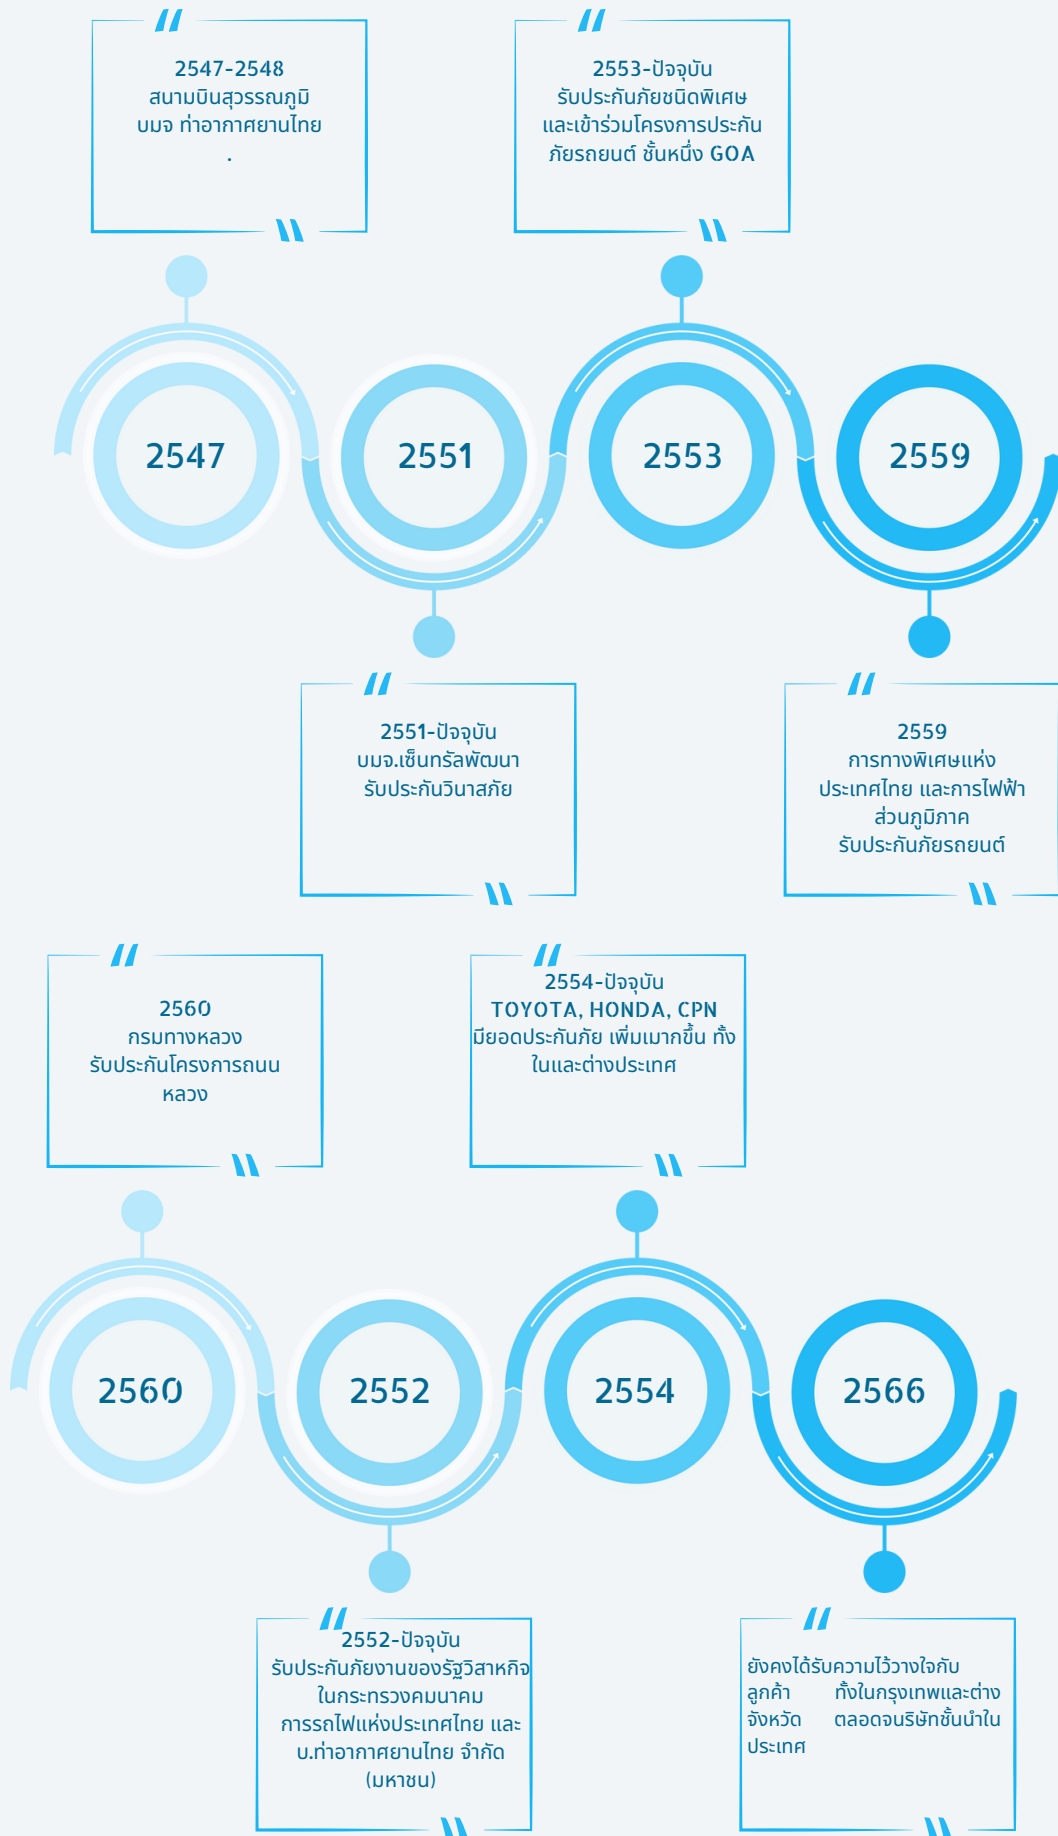 2547-2548
สนามบินสุวรรณภูมิ
บมจ ท่าอากาศยานไทย
.
2553-ปัจจุบัน
รับประกันภัยชนิดพิเศษ
และเข้าร่วมโครงการประกัน
ภัยรถยนต์ ชั้นหนึ่ง GOA
2547
2551
2553
2559
2551-ปัจจุบัน
บมจ.เซ็นทรัลพัฒนา
รับประกันวินาสภัย
2559
การทางพิเศษแห่ง
ประเทศไทย และการไฟฟ้า
ส่วนภูมิภาค
รับประกันภัยรถยนต์
2560
กรมทางหลวง
รับประกันโครงการถนน
หลวง
2554-ปัจจุบัน
TOYOTA, HONDA, CPN
มียอดประกันภัย เพิ่มเมากขึ้น ทั้ง
ในและต่างประเทศ
2560
2552
2554
2566
2552-ปัจจุบัน
รับประกันภัยงานของรัฐวิสาหกิจ
ในกระทรวงคมนาคม
การรถไฟแห่งประเทศไทย และ
บ.ท่าอากาศยานไทย จำกัด
(มหาชน)
ยังคงได้รับความไว้วางใจกับ
ลูกค้า ทั้งในกรุงเทพและต่าง
จังหวัด ตลอดจนริษัทชั้นนำใน
ประเทศ